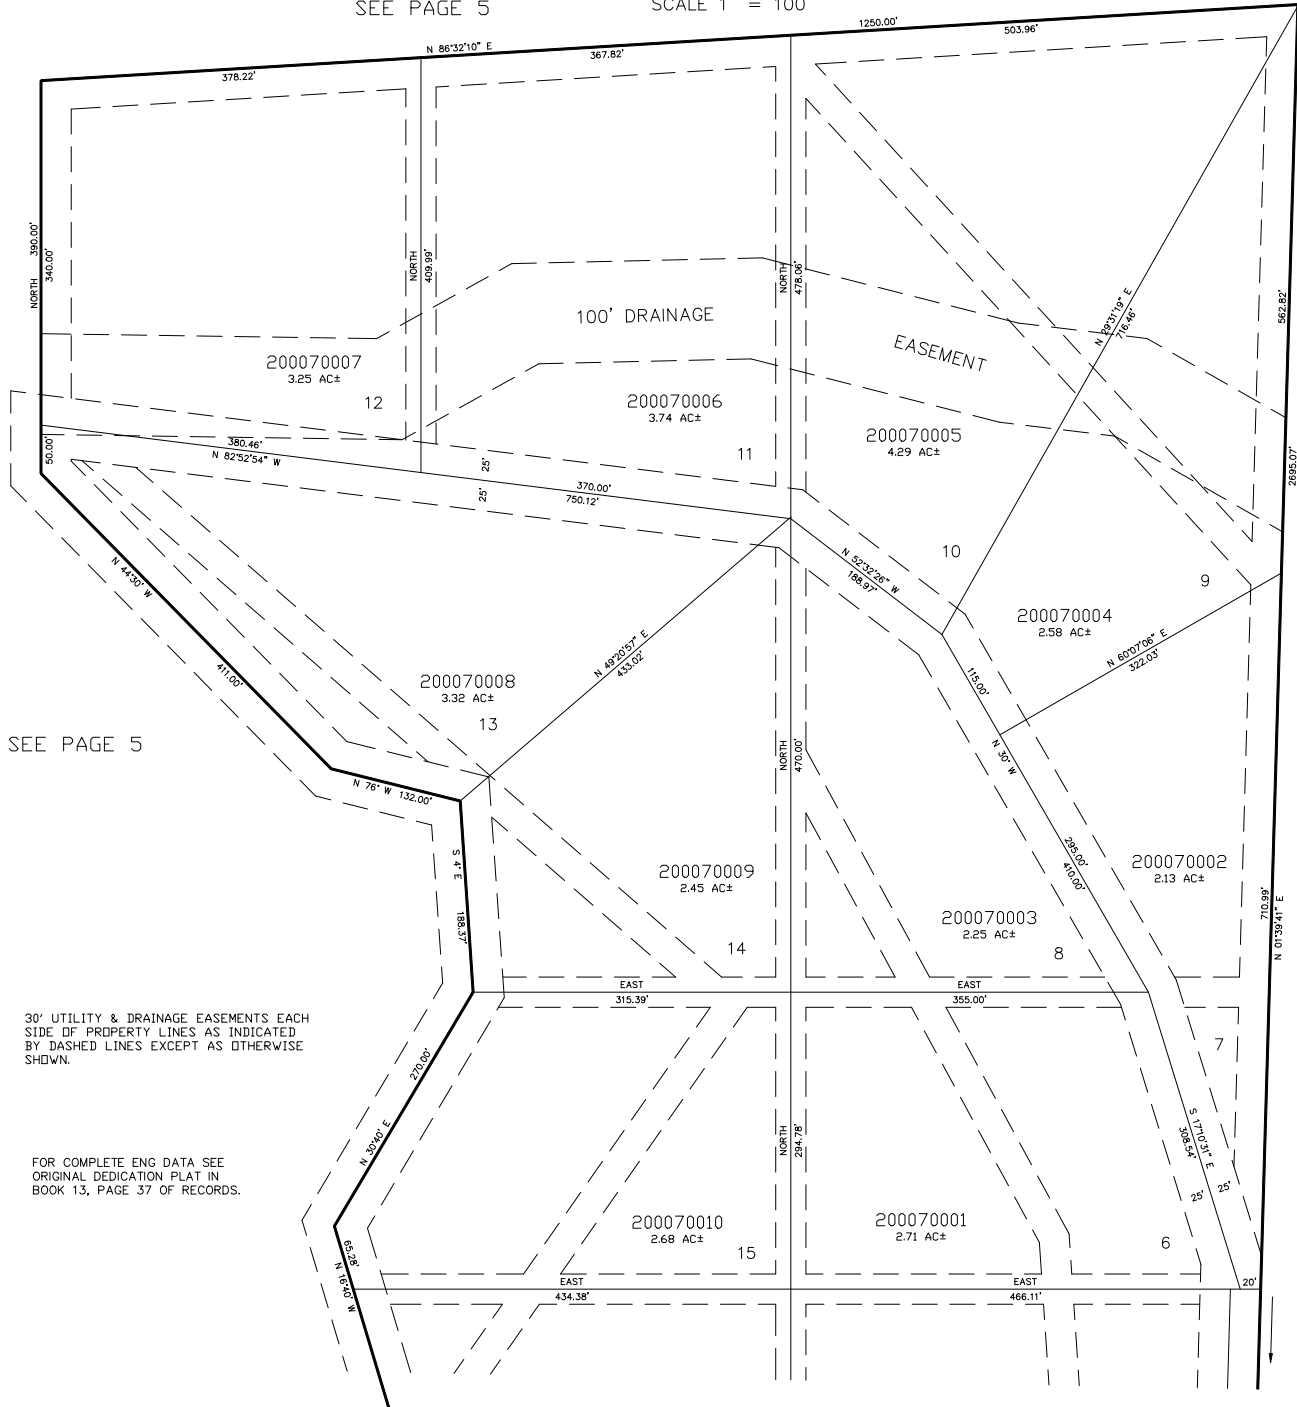 SEE PAGE 5
SCALE 1" = 100'
N 86°32'10" E
1250.00'
378.22'
367.82'
503.96'
390.00'
340.00'
NORTH
NORTH
409.99'
NORTH
478.06'
100' DRAINAGE
EASEMENT
N 29°31'19" E
716.46'
562.82'
2695.07'
200070007
3.25 AC±
12
200070006
3.74 AC±
11
200070005
4.29 AC±
10
50.00'
380.46'
N 82°52'54" W
25'
25'
370.00'
750.12'
N 52°32'26" W
188.97'
9
200070004
2.58 AC±
N 60°07'06" E
322.03'
N 44°30' W
411.00'
N 49°20'57" E
433.02'
200070008
3.32 AC±
13
115.00'
N 30° W
SEE PAGE 5
NORTH
470.00'
N 76° W 132.00'
295.00'
410.00'
S 4° E
188.37'
200070009
2.45 AC±
14
200070003
2.25 AC±
8
200070002
2.13 AC±
710.99'
N 01°39'41" E
EAST
315.39'
EAST
355.00'
30' UTILITY & DRAINAGE EASEMENTS EACH
SIDE OF PROPERTY LINES AS INDICATED
BY DASHED LINES EXCEPT AS OTHERWISE
SHOWN.
7
270.00'
N 30°40' E
NORTH
294.78'
S 17°10'31" E
308.54'
25'
25'
FOR COMPLETE ENG DATA SEE
ORIGINAL DEDICATION PLAT IN
BOOK 13, PAGE 37 OF RECORDS.
200070010
2.68 AC±
15
200070001
2.71 AC±
6
65.28'
N 16°40' W
EAST
434.38'
EAST
466.11'
20'